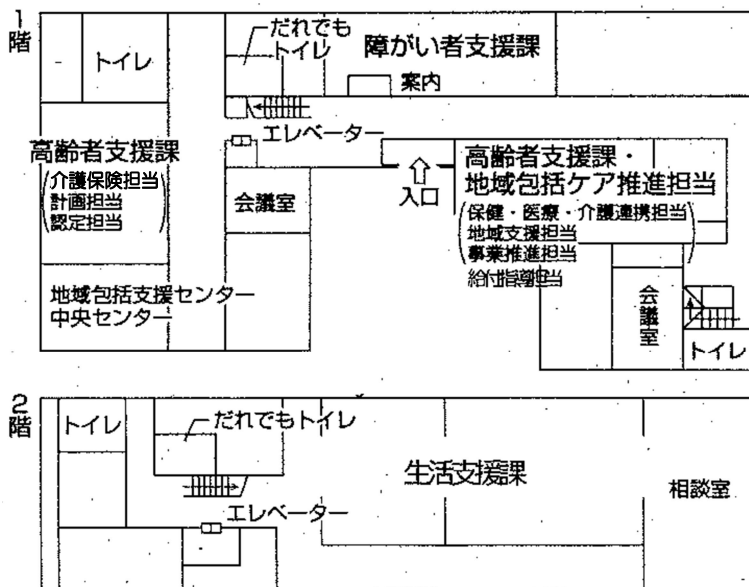 1階
トイレ
だれでも
トイレ
障がい者支援課
案内
エレベーター
高齢者支援課
(介護保険担当
計画担当
認定担当)
会議室
入口
高齢者支援課・
地域包括ケア推進担当
(保健・医療・介護連携担当
地域支援担当
事業推進担当)
給付指導担当
地域包括支援センター
中央センター
会議室
トイレ
2階
トイレ
だれでもトイレ
生活支援課
相談室
エレベーター